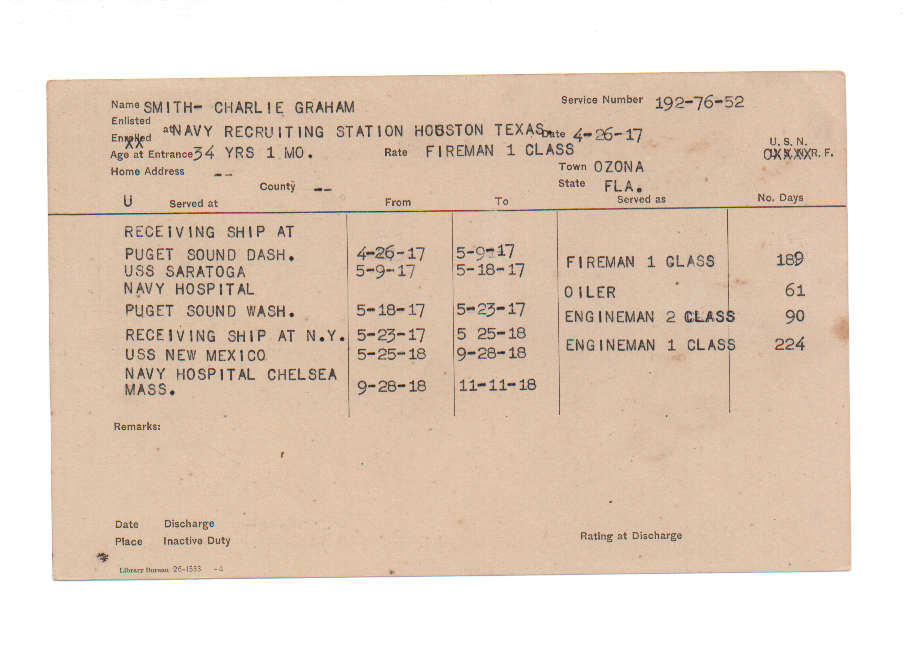 Name SMITH- CHARLIE GRAHAM Service Number 192-76-52
Enlisted
Enrolled at NAVY RECRUITING STATION HOUSTON TEXAS. Date 4-26-17
Age at Entrance 34 YRS 1 MO. Rate FIREMAN 1 CLASS U. S. N.
R. F.
Home Address -- Town OZONA
County -- State FLA.
U Served at From To Served as No. Days
RECEIVING SHIP AT
PUGET SOUND DASH. 4-26-17 5-9-17 FIREMAN 1 CLASS 189
USS SARATOGA 5-9-17 5-18-17
NAVY HOSPITAL OILER 61
PUGET SOUND WASH. 5-18-17 5-23-17 ENGINEMAN 2 CLASS 90
RECEIVING SHIP AT N.Y. 5-23-17 5 25-18 ENGINEMAN 1 CLASS 224
USS NEW MEXICO 5-25-18 9-28-18
NAVY HOSPITAL CHELSEA
MASS. 9-28-18 11-11-18
Remarks:
Date Discharge
Place Inactive Duty Rating at Discharge
Library Bureau 26-1533 -4